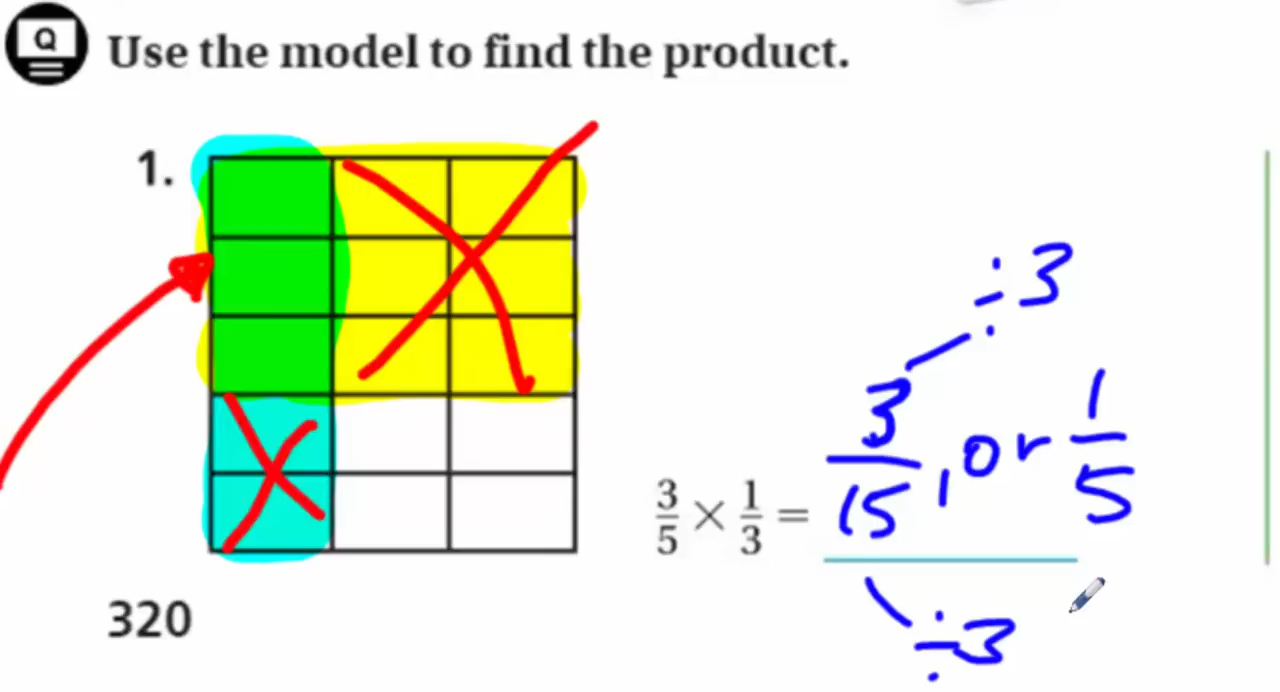 Q
Use the model to find the product.
1.
÷3
3/5 × 1/3 = 3/15, or 1/5
÷3
320